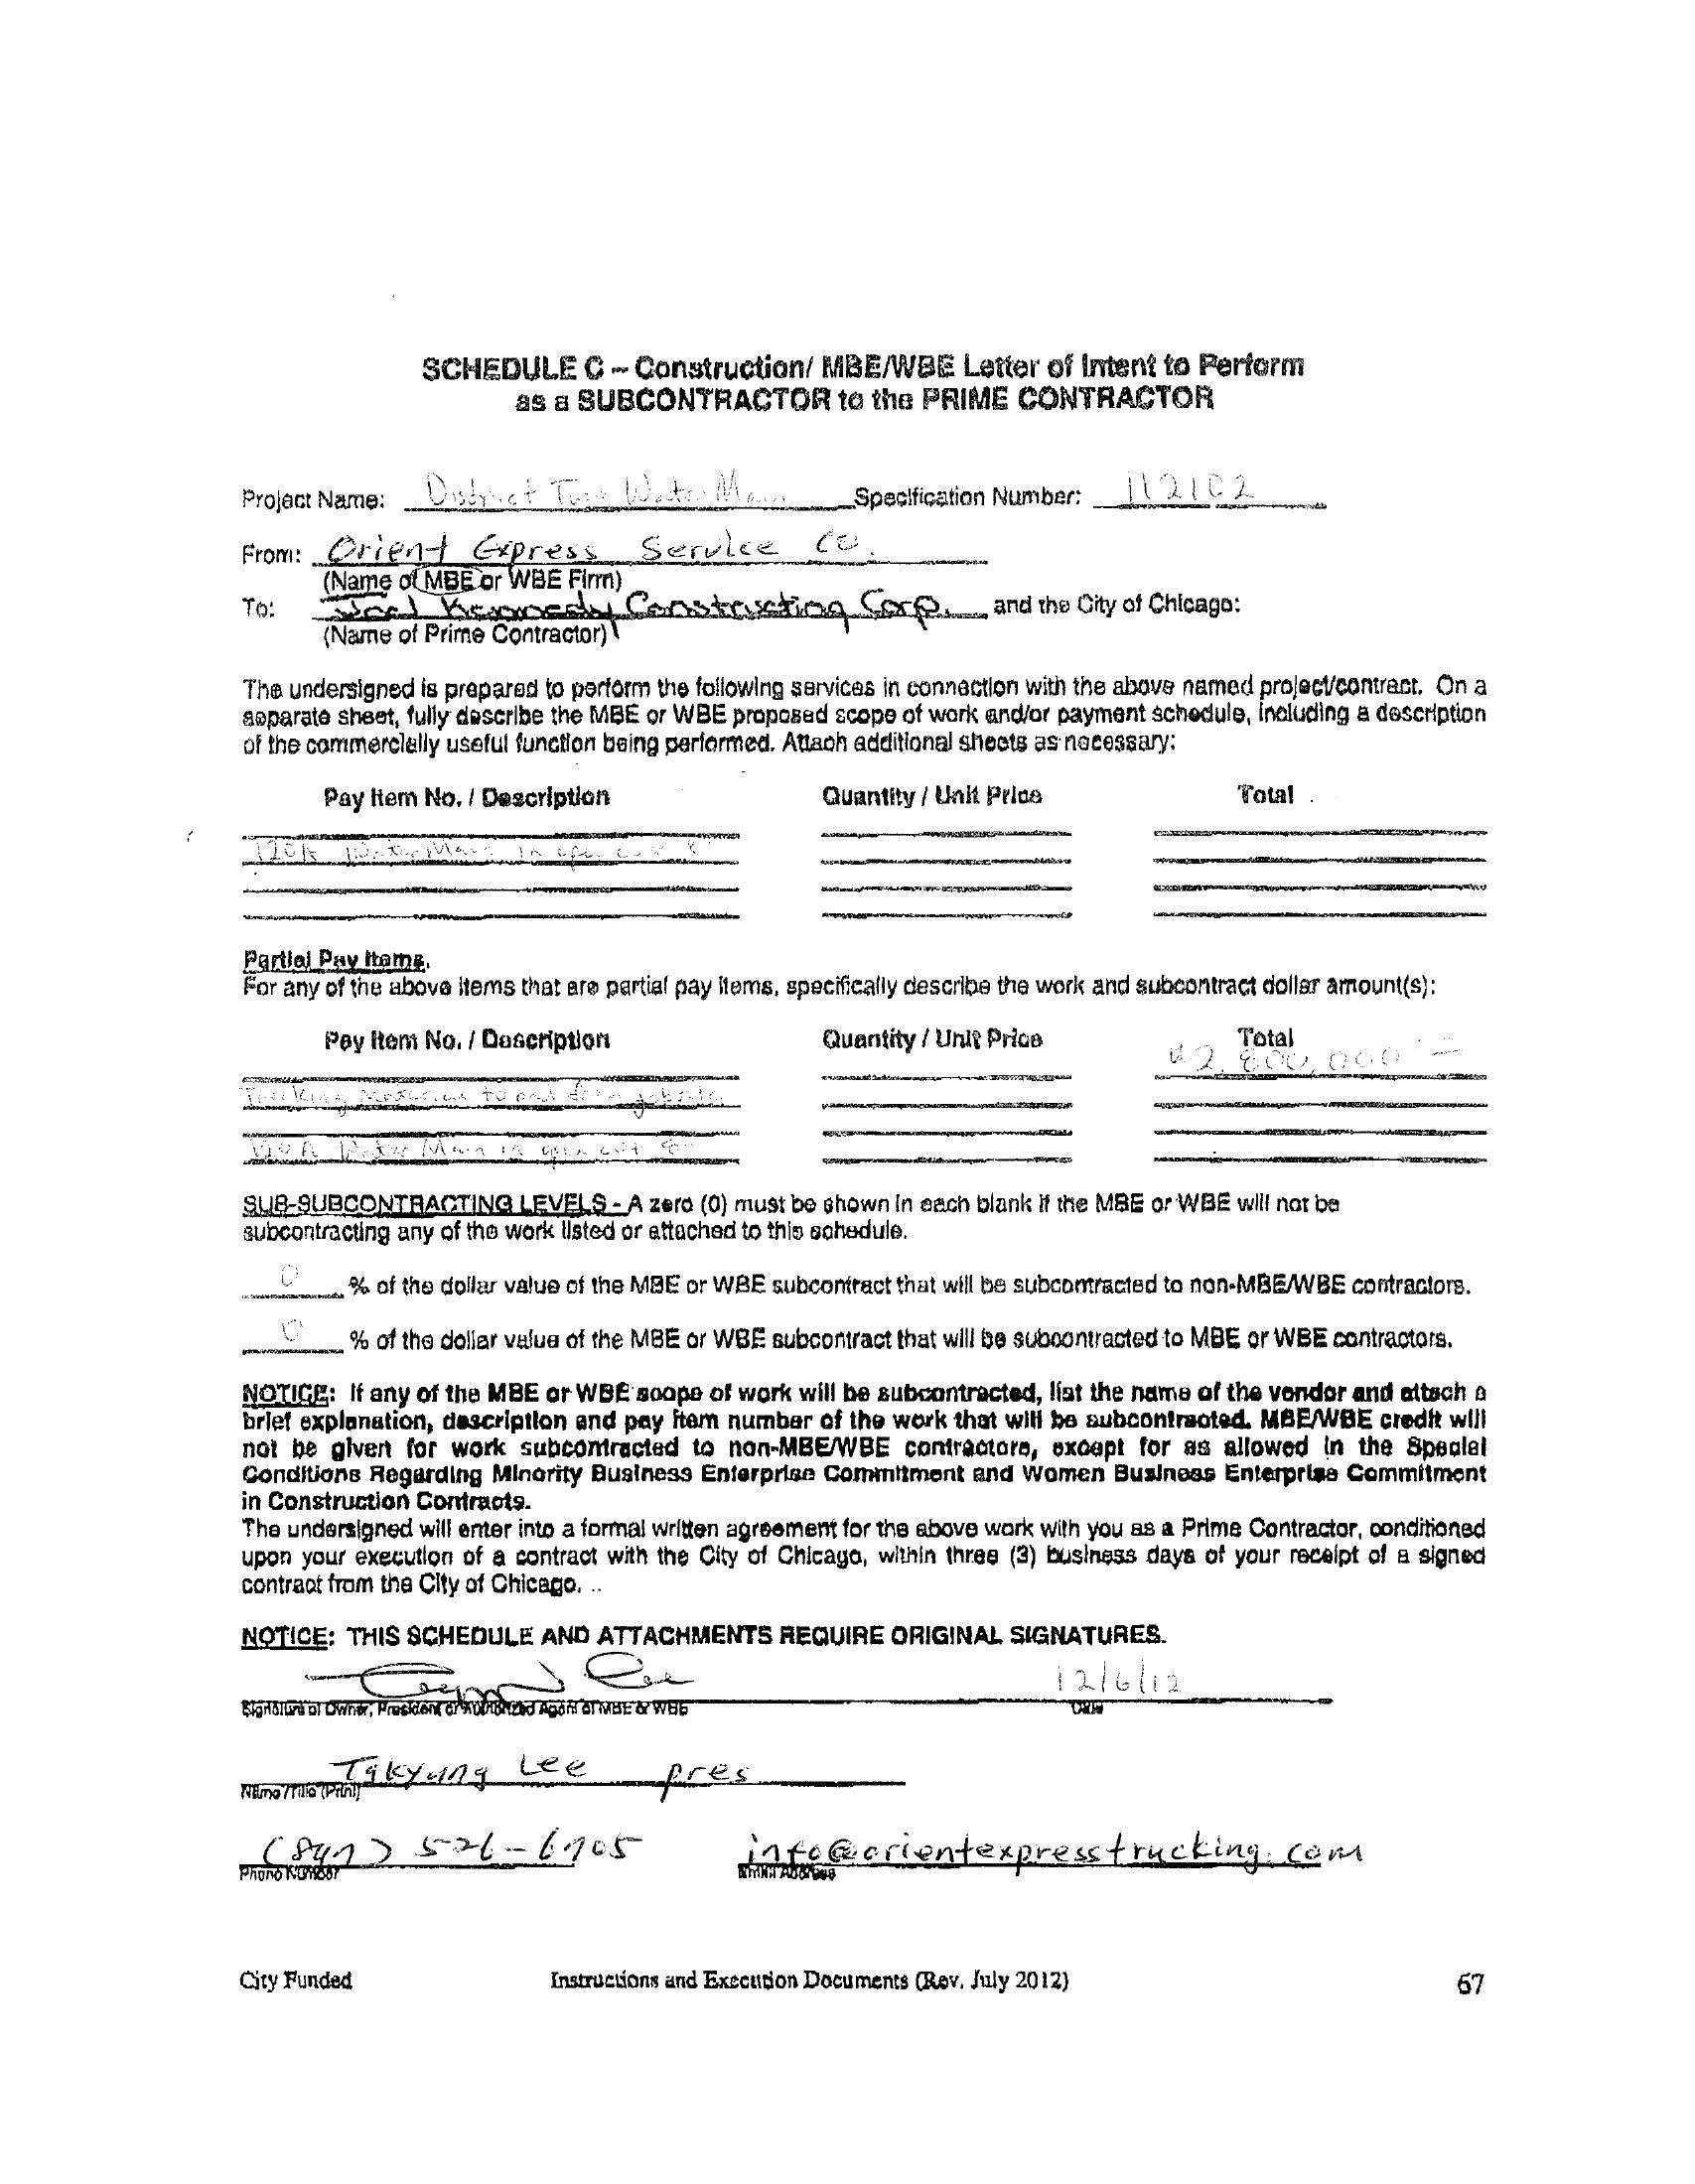 SCHEDULE C -- Construction/ MBE/WBE Letter of Intent to Perform
as a SUBCONTRACTOR to the PRIME CONTRACTOR
Project Name: District Two Water Main Specification Number: 112102
From: Orient Express Service Co.
(Name of MBE or WBE Firm)
To: Kennedy Constructing Corp. and the City of Chicago:
(Name of Prime Contractor)
The undersigned is prepared to perform the following services in connection with the above named project/contract. On a
separate sheet, fully describe the MBE or WBE proposed scope of work and/or payment schedule, including a description
of the commercially useful function being performed. Attach additional sheets as necessary:
Pay Item No. / Description Quantity / Unit Price Total
120A Water Main in open cut 8"
Partial Pay Items.
For any of the above items that are partial pay items, specifically describe the work and subcontract dollar amount(s):
Pay Item No. / Description Quantity / Unit Price Total
$2,800,000
Trucking Materials to and from jobsite
Water Main in open cut 8"
SUB-SUBCONTRACTING LEVELS - A zero (0) must be shown in each blank if the MBE or WBE will not be
subcontracting any of the work listed or attached to this schedule.
0 % of the dollar value of the MBE or WBE subcontract that will be subcontracted to non-MBE/WBE contractors.
0 % of the dollar value of the MBE or WBE subcontract that will be subcontracted to MBE or WBE contractors.
NOTICE: If any of the MBE or WBE scope of work will be subcontracted, list the name of the vendor and attach a
brief explanation, description and pay item number of the work that will be subcontracted. MBE/WBE credit will
not be given for work subcontracted to non-MBE/WBE contractors, except for as allowed in the Special
Conditions Regarding Minority Business Enterprise Commitment and Women Business Enterprise Commitment
in Construction Contracts.
The undersigned will enter into a formal written agreement for the above work with you as a Prime Contractor, conditioned
upon your execution of a contract with the City of Chicago, within three (3) business days of your receipt of a signed
contract from the City of Chicago. ..
NOTICE: THIS SCHEDULE AND ATTACHMENTS REQUIRE ORIGINAL SIGNATURES.
12/6/12
Signature of Owner, President or Authorized Agent of MBE or WBE Date
Takyung Lee pres
Name /Title (Print)
(847) 526-6705 info@orientexpresstrucking.com
Phone Number Email Address
City Funded Instructions and Execution Documents (Rev. July 2012) 67